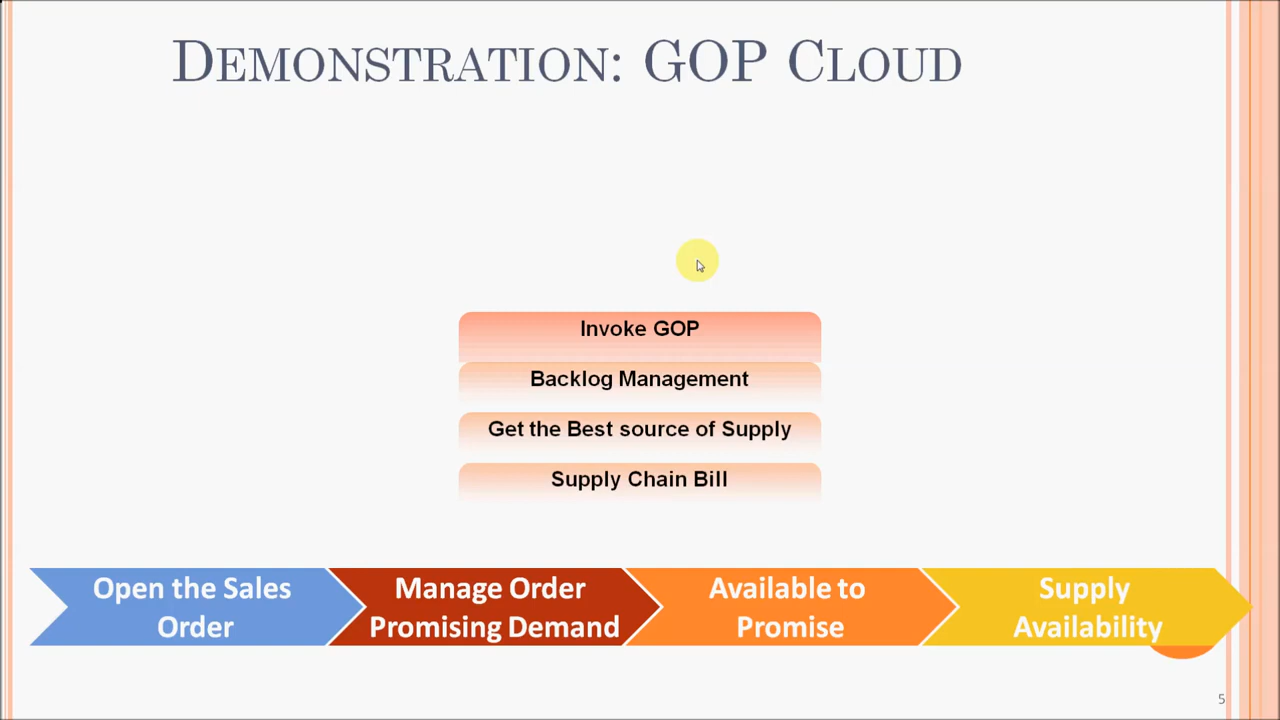 DEMONSTRATION: GOP CLOUD
Invoke GOP
Backlog Management
Get the Best source of Supply
Supply Chain Bill
Open the Sales
Order
Manage Order
Promising Demand
Available to
Promise
Supply
Availability
5